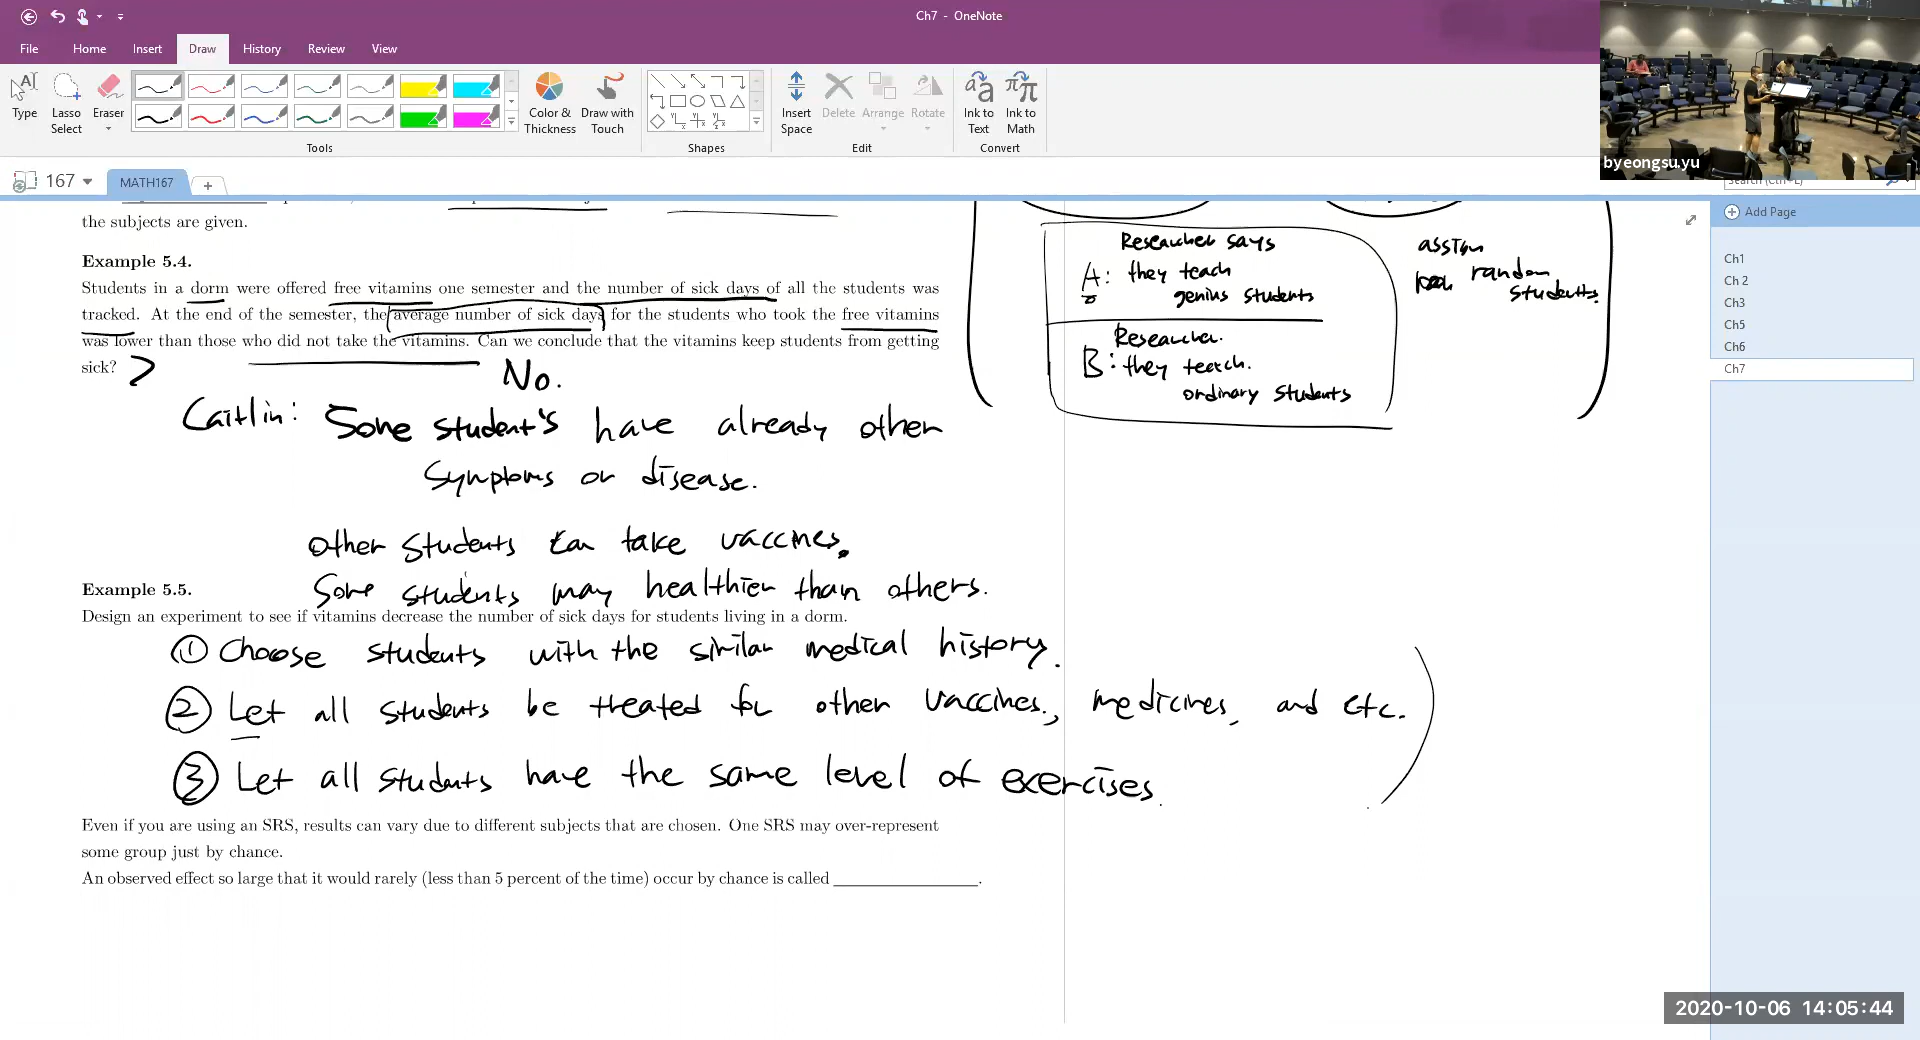 Ch7 - OneNote
File Home Insert Draw History Review View
Type Lasso Select Eraser Color & Thickness Draw with Touch Insert Space Delete Arrange Rotate Ink to Text Ink to Math
Tools Shapes Edit Convert
byeongsu.yu
167 MATH167
Search (Ctrl+E)
Add Page
Ch1
Ch 2
Ch3
Ch5
Ch6
Ch7
the subjects are given.
Example 5.4.
Students in a dorm were offered free vitamins one semester and the number of sick days of all the students was
tracked. At the end of the semester, the average number of sick days for the students who took the free vitamins
was lower than those who did not take the vitamins. Can we conclude that the vitamins keep students from getting
sick?
No.
Caitlin: Some student's have already other
symptoms or disease.
other students can take vaccines.
Some students may healthier than others.
Researcher says
A: they teach
genius students
Researcher.
B: they teach.
ordinary students
assign
random
students.
Example 5.5.
Design an experiment to see if vitamins decrease the number of sick days for students living in a dorm.
① Choose students with the similar medical history.
② Let all students be treated for other vaccines., medicines, and etc.
③ Let all students have the same level of exercises.
Even if you are using an SRS, results can vary due to different subjects that are chosen. One SRS may over-represent
some group just by chance.
An observed effect so large that it would rarely (less than 5 percent of the time) occur by chance is called ________________.
2020-10-06 14:05:44